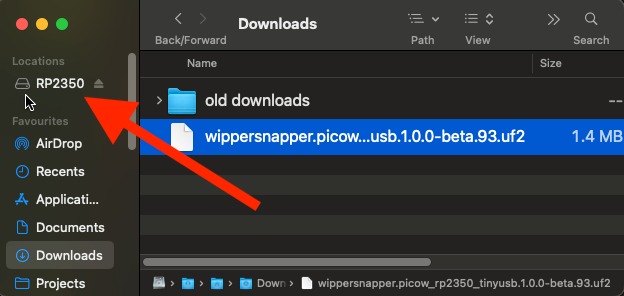 Downloads
Back/Forward
Path
View
Search
Locations
RP2350
Favourites
AirDrop
Recents
Applicati...
Documents
Downloads
Projects
Name
Size
old downloads
--
wippersnapper.picow...usb.1.0.0-beta.93.uf2
1.4 MB
Down
wippersnapper.picow_rp2350_tinyusb.1.0.0-beta.93.uf2